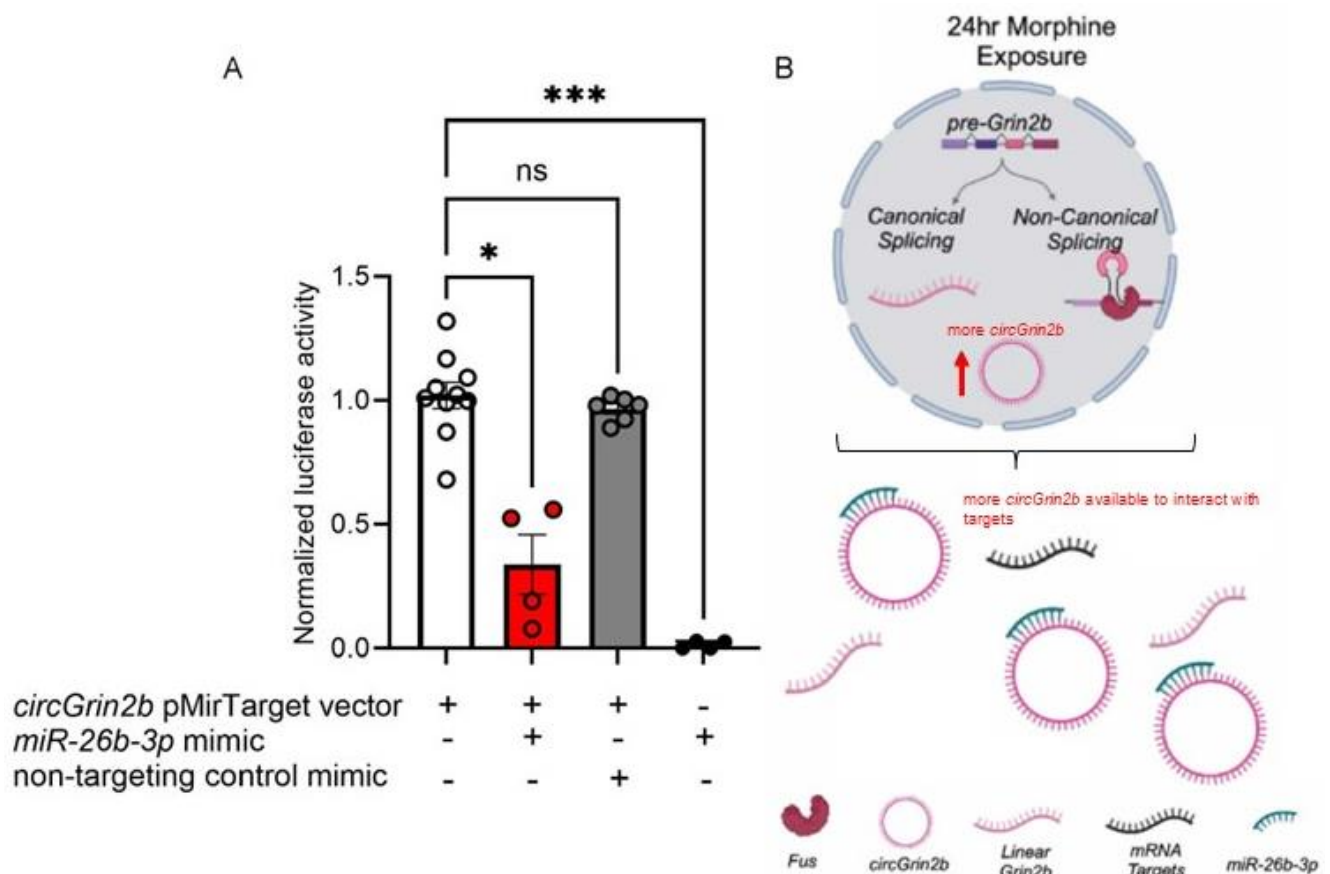 A
***
ns
*
1.5
1.0
0.5
0.0
Normalized luciferase activity
circGrin2b pMirTarget vector + + + -
miR-26b-3p mimic - + - +
non-targeting control mimic - - + -
B
24hr Morphine
Exposure
pre-Grin2b
Canonical
Splicing
Non-Canonical
Splicing
more circGrin2b
more circGrin2b available to interact with
targets
Fus
circGrin2b
Linear
Grin2b
mRNA
Targets
miR-26b-3p